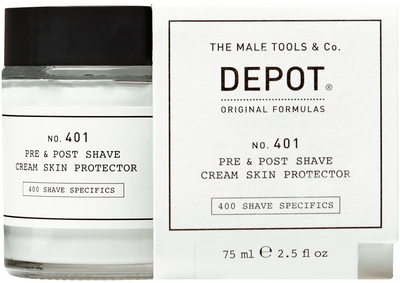 NO. 401
PRE & POST SHAVE
CREAM SKIN PROTECTOR
400 SHAVE SPECIFICS
THE MALE TOOLS & Co.
DEPOT®
ORIGINAL FORMULAS
NO. 401
PRE & POST SHAVE
CREAM SKIN PROTECTOR
400 SHAVE SPECIFICS
75 ml ℮ 2.5 fl oz